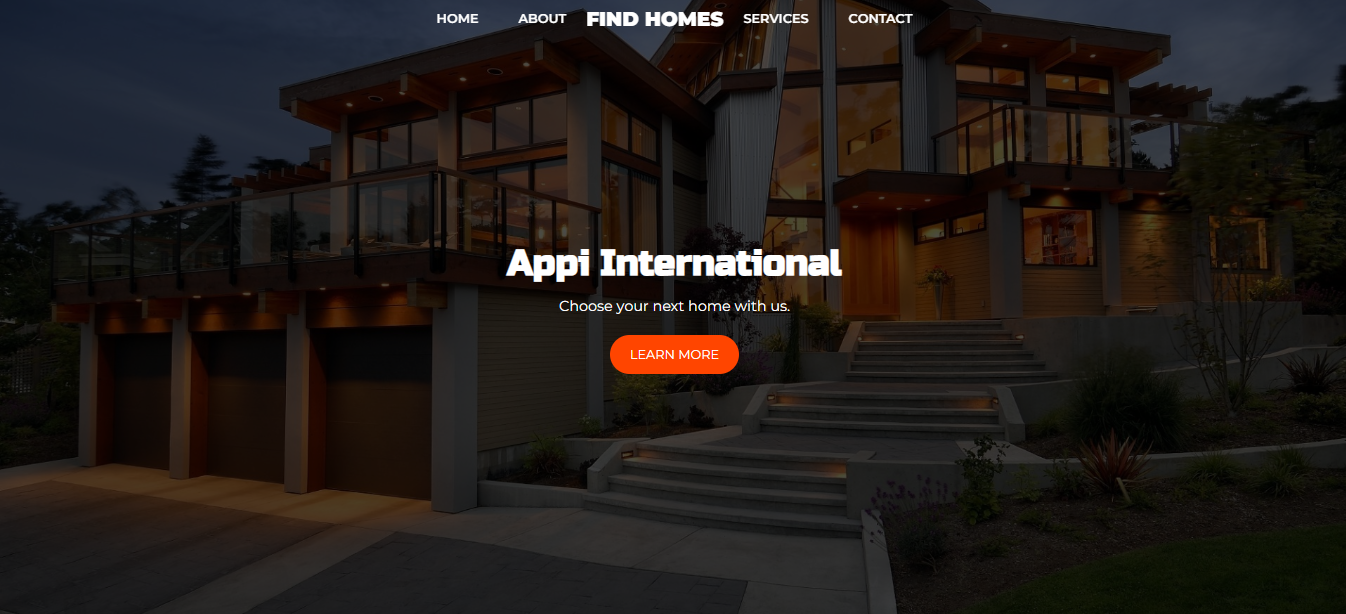 HOME ABOUT FIND HOMES SERVICES CONTACT
Appi International
Choose your next home with us.
LEARN MORE